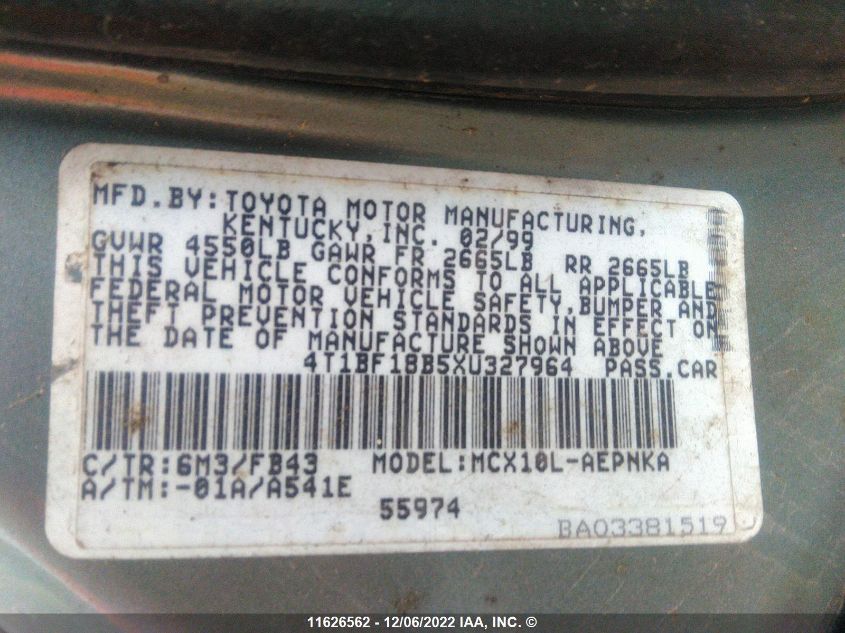 MFD.BY:TOYOTA MOTOR MANUFACTURING,
KENTUCKY,INC. 02/99
GVWR 4550LB GAWR FR 2665LB RR 2665LB
THIS VEHICLE CONFORMS TO ALL APPLICABLE
FEDERAL MOTOR VEHICLE SAFETY,BUMPER AND
THEFT PREVENTION STANDARDS IN EFFECT ON
THE DATE OF MANUFACTURE SHOWN ABOVE
4T1BF18B5XU327964 PASS.CAR
C/TR:6M3/FB43 MODEL:MCX10L-AEPNKA
A/TM:-01A/A541E
55974
BA03381519
11626562 - 12/06/2022 IAA, INC. ©